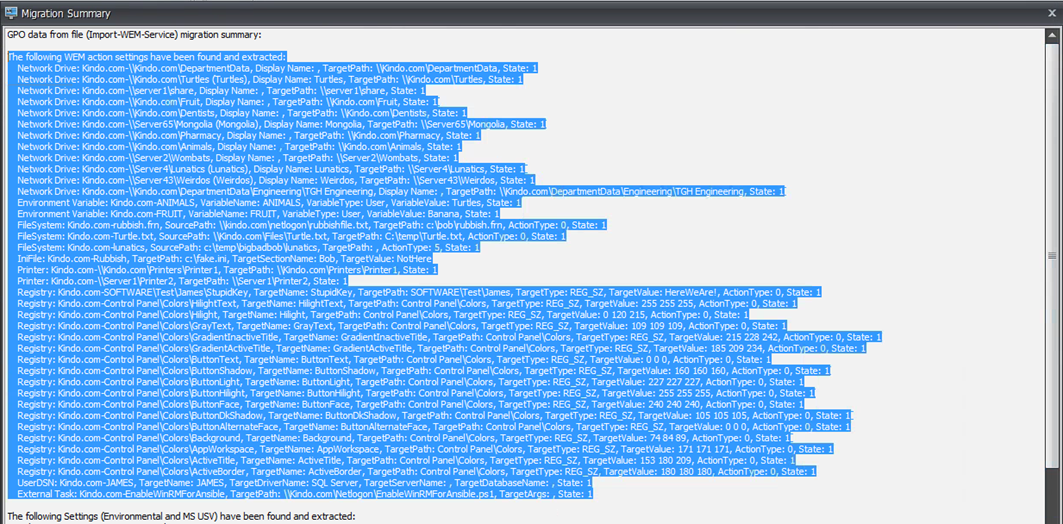 Migration Summary
GPO data from file (Import-WEM-Service) migration summary:
The following WEM action settings have been found and extracted:
Network Drive: Kindo.com-\\Kindo.com\DepartmentData, Display Name: , TargetPath: \\Kindo.com\DepartmentData, State: 1
Network Drive: Kindo.com-\\Kindo.com\Turtles (Turtles), Display Name: Turtles, TargetPath: \\Kindo.com\Turtles, State: 1
Network Drive: Kindo.com-\\server1\share, Display Name: , TargetPath: \\server1\share, State: 1
Network Drive: Kindo.com-\\Kindo.com\Fruit, Display Name: , TargetPath: \\Kindo.com\Fruit, State: 1
Network Drive: Kindo.com-\\Kindo.com\Dentists, Display Name: , TargetPath: \\Kindo.com\Dentists, State: 1
Network Drive: Kindo.com-\\Server65\Mongolia (Mongolia), Display Name: Mongolia, TargetPath: \\Server65\Mongolia, State: 1
Network Drive: Kindo.com-\\Kindo.com\Pharmacy, Display Name: , TargetPath: \\Kindo.com\Pharmacy, State: 1
Network Drive: Kindo.com-\\Kindo.com\Animals, Display Name: , TargetPath: \\Kindo.com\Animals, State: 1
Network Drive: Kindo.com-\\Server2\Wombats, Display Name: , TargetPath: \\Server2\Wombats, State: 1
Network Drive: Kindo.com-\\Server4\Lunatics (Lunatics), Display Name: Lunatics, TargetPath: \\Server4\Lunatics, State: 1
Network Drive: Kindo.com-\\Server43\Weirdos (Weirdos), Display Name: Weirdos, TargetPath: \\Server43\Weirdos, State: 1
Network Drive: Kindo.com-\\Kindo.com\DepartmentData\Engineering\TGH Engineering, Display Name: , TargetPath: \\Kindo.com\DepartmentData\Engineering\TGH Engineering, State: 1
Environment Variable: Kindo.com-ANIMALS, VariableName: ANIMALS, VariableType: User, VariableValue: Turtles, State: 1
Environment Variable: Kindo.com-FRUIT, VariableName: FRUIT, VariableType: User, VariableValue: Banana, State: 1
FileSystem: Kindo.com-rubbish.frn, SourcePath: \\Kindo.com\netlogon\rubbishfile.txt, TargetPath: c:\bob\rubbish.frn, ActionType: 0, State: 1
FileSystem: Kindo.com-Turtle.txt, SourcePath: \\Kindo.com\Files\Turtle.txt, TargetPath: C:\temp\Turtle.txt, ActionType: 0, State: 1
FileSystem: Kindo.com-lunatics, SourcePath: c:\temp\bigbadbob\lunatics, TargetPath: , ActionType: 5, State: 1
IniFile: Kindo.com-Rubbish, TargetPath: c:\fake.ini, TargetSectionName: Bob, TargetValue: NotHere
Printer: Kindo.com-\\Kindo.com\Printers\Printer1, TargetPath: \\Kindo.com\Printers\Printer1, State: 1
Printer: Kindo.com-\\Server1\Printer2, TargetPath: \\Server1\Printer2, State: 1
Registry: Kindo.com-SOFTWARE\Test\James\StupidKey, TargetName: StupidKey, TargetPath: SOFTWARE\Test\James, TargetType: REG_SZ, TargetValue: HereWeAre!, ActionType: 0, State: 1
Registry: Kindo.com-Control Panel\Colors\HilightText, TargetName: HilightText, TargetPath: Control Panel\Colors, TargetType: REG_SZ, TargetValue: 255 255 255, ActionType: 0, State: 1
Registry: Kindo.com-Control Panel\Colors\Hilight, TargetName: Hilight, TargetPath: Control Panel\Colors, TargetType: REG_SZ, TargetValue: 0 120 215, ActionType: 0, State: 1
Registry: Kindo.com-Control Panel\Colors\GrayText, TargetName: GrayText, TargetPath: Control Panel\Colors, TargetType: REG_SZ, TargetValue: 109 109 109, ActionType: 0, State: 1
Registry: Kindo.com-Control Panel\Colors\GradientInactiveTitle, TargetName: GradientInactiveTitle, TargetPath: Control Panel\Colors, TargetType: REG_SZ, TargetValue: 215 228 242, ActionType: 0, State: 1
Registry: Kindo.com-Control Panel\Colors\GradientActiveTitle, TargetName: GradientActiveTitle, TargetPath: Control Panel\Colors, TargetType: REG_SZ, TargetValue: 185 209 234, ActionType: 0, State: 1
Registry: Kindo.com-Control Panel\Colors\ButtonText, TargetName: ButtonText, TargetPath: Control Panel\Colors, TargetType: REG_SZ, TargetValue: 0 0 0, ActionType: 0, State: 1
Registry: Kindo.com-Control Panel\Colors\ButtonShadow, TargetName: ButtonShadow, TargetPath: Control Panel\Colors, TargetType: REG_SZ, TargetValue: 160 160 160, ActionType: 0, State: 1
Registry: Kindo.com-Control Panel\Colors\ButtonLight, TargetName: ButtonLight, TargetPath: Control Panel\Colors, TargetType: REG_SZ, TargetValue: 227 227 227, ActionType: 0, State: 1
Registry: Kindo.com-Control Panel\Colors\ButtonHilight, TargetName: ButtonHilight, TargetPath: Control Panel\Colors, TargetType: REG_SZ, TargetValue: 255 255 255, ActionType: 0, State: 1
Registry: Kindo.com-Control Panel\Colors\ButtonFace, TargetName: ButtonFace, TargetPath: Control Panel\Colors, TargetType: REG_SZ, TargetValue: 240 240 240, ActionType: 0, State: 1
Registry: Kindo.com-Control Panel\Colors\ButtonDkShadow, TargetName: ButtonDkShadow, TargetPath: Control Panel\Colors, TargetType: REG_SZ, TargetValue: 105 105 105, ActionType: 0, State: 1
Registry: Kindo.com-Control Panel\Colors\ButtonAlternateFace, TargetName: ButtonAlternateFace, TargetPath: Control Panel\Colors, TargetType: REG_SZ, TargetValue: 0 0 0, ActionType: 0, State: 1
Registry: Kindo.com-Control Panel\Colors\Background, TargetName: Background, TargetPath: Control Panel\Colors, TargetType: REG_SZ, TargetValue: 74 84 89, ActionType: 0, State: 1
Registry: Kindo.com-Control Panel\Colors\AppWorkspace, TargetName: AppWorkspace, TargetPath: Control Panel\Colors, TargetType: REG_SZ, TargetValue: 171 171 171, ActionType: 0, State: 1
Registry: Kindo.com-Control Panel\Colors\ActiveTitle, TargetName: ActiveTitle, TargetPath: Control Panel\Colors, TargetType: REG_SZ, TargetValue: 153 180 209, ActionType: 0, State: 1
Registry: Kindo.com-Control Panel\Colors\ActiveBorder, TargetName: ActiveBorder, TargetPath: Control Panel\Colors, TargetType: REG_SZ, TargetValue: 180 180 180, ActionType: 0, State: 1
UserDSN: Kindo.com-JAMES, TargetName: JAMES, TargetDriverName: SQL Server, TargetServerName: , TargetDatabaseName: , State: 1
External Task: Kindo.com-EnableWinRMForAnsible, TargetPath: \\Kindo.com\Netlogon\EnableWinRMForAnsible.ps1, TargetArgs: , State: 1
The following Settings (Environmental and MS USV) have been found and extracted: